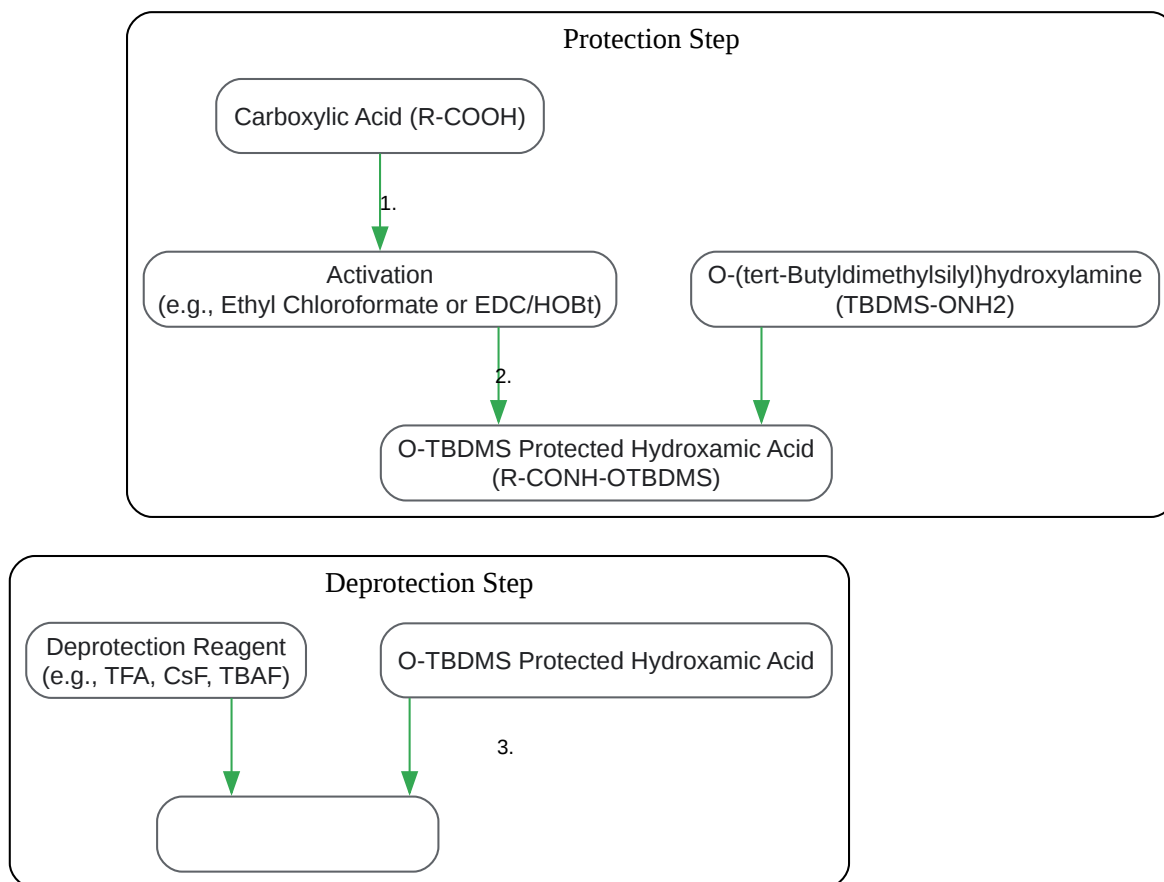 Protection Step
Carboxylic Acid (R-COOH)
1.
Activation
(e.g., Ethyl Chloroformate or EDC/HOBt)
O-(tert-Butyldimethylsilyl)hydroxylamine
(TBDMS-ONH2)
2.
O-TBDMS Protected Hydroxamic Acid
(R-CONH-OTBDMS)
Deprotection Step
Deprotection Reagent
(e.g., TFA, CsF, TBAF)
O-TBDMS Protected Hydroxamic Acid
3.